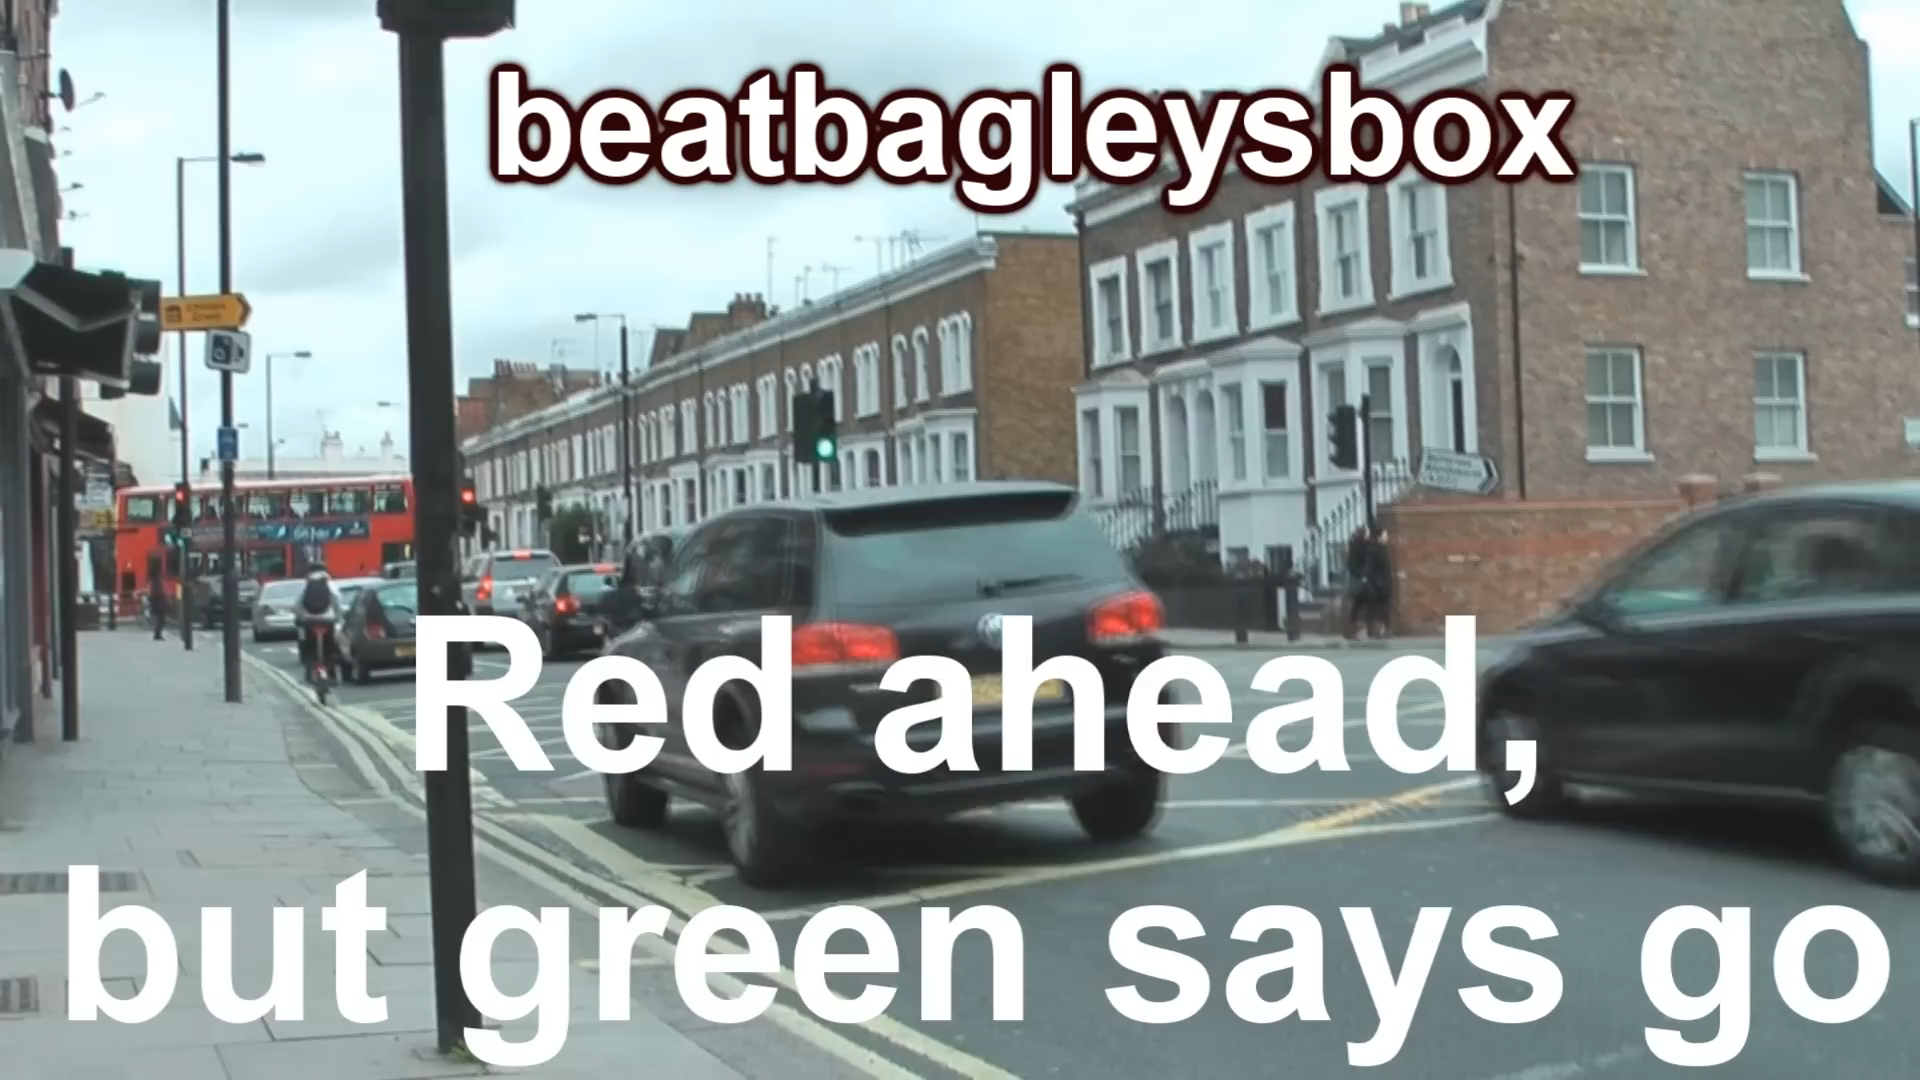 beatbagleysbox
Red ahead,
but green says go